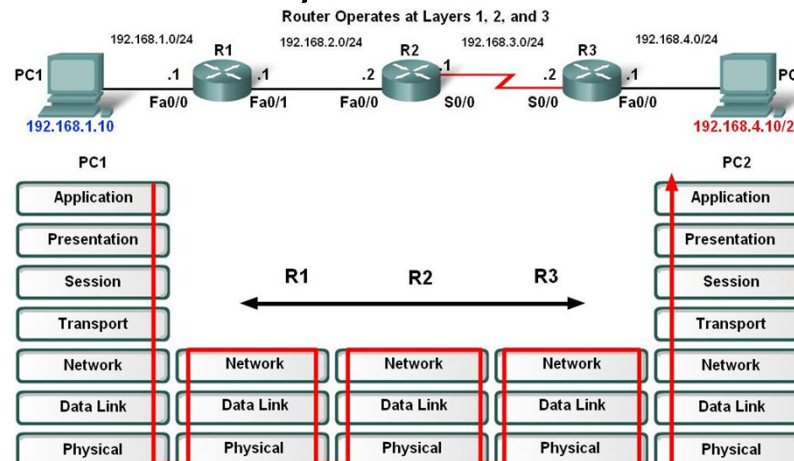 Router Operates at Layers 1, 2, and 3
192.168.1.0/24 192.168.2.0/24 192.168.3.0/24 192.168.4.0/24
R1 R2 R3
PC1 .1 .1 .2 .1 .2 .1 PC
Fa0/0 Fa0/1 Fa0/0 S0/0 S0/0 Fa0/0
192.168.1.10 192.168.4.10/2
PC1 PC2
Application Application
Presentation Presentation
Session R1 R2 R3 Session
Transport Transport
Network Network Network Network Network
Data Link Data Link Data Link Data Link Data Link
Physical Physical Physical Physical Physical